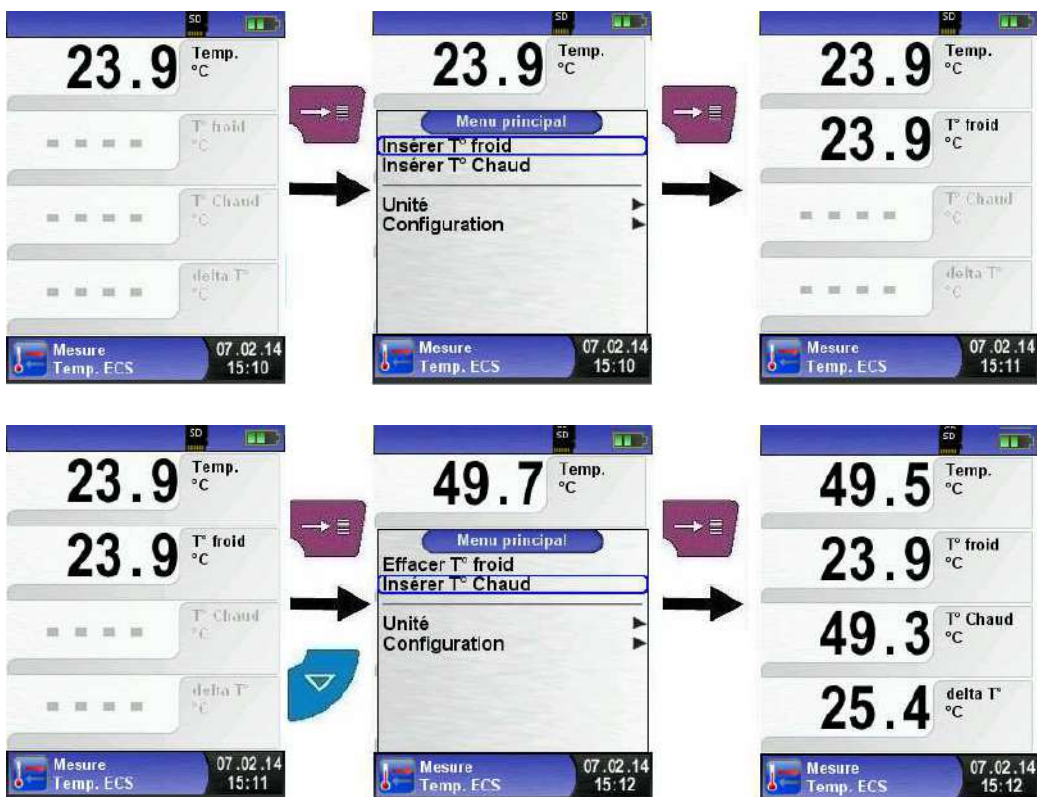 SD
23.9 Temp.
°C
- - - - T° froid
°C
- - - - T° Chaud
°C
- - - - delta T°
°C
Mesure 07.02.14
Temp. ECS 15:10
SD
23.9 Temp.
°C
Menu principal
Insérer T° froid
Insérer T° Chaud
Unité
Configuration
Mesure 07.02.14
Temp. ECS 15:10
SD
23.9 Temp.
°C
23.9 T° froid
°C
- - - - T° Chaud
°C
- - - - delta T°
°C
Mesure 07.02.14
Temp. ECS 15:11
SD
23.9 Temp.
°C
23.9 T° froid
°C
- - - - T° Chaud
°C
- - - - delta T°
°C
Mesure 07.02.14
Temp. ECS 15:11
SD
49.7 Temp.
°C
Menu principal
Effacer T° froid
Insérer T° Chaud
Unité
Configuration
Mesure 07.02.14
Temp. ECS 15:12
SD
49.5 Temp.
°C
23.9 T° froid
°C
49.3 T° Chaud
°C
25.4 delta T°
°C
Mesure 07.02.14
Temp. ECS 15:12